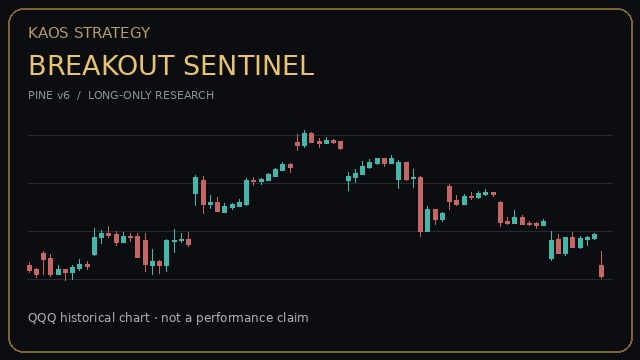 KAOS STRATEGY
BREAKOUT SENTINEL
PINE v6 / LONG-ONLY RESEARCH
QQQ historical chart · not a performance claim